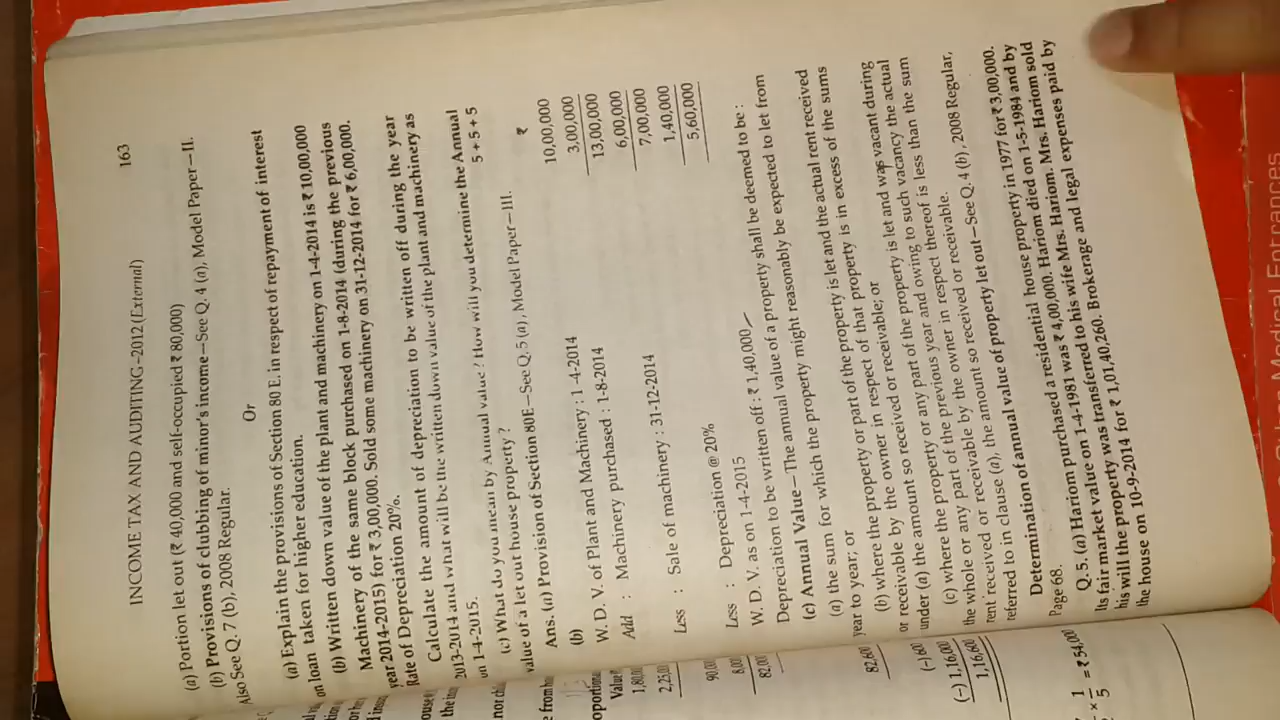 INCOME TAX AND AUDITING–2012 (External) 163
(a) Portion let out (₹ 40,000 and self-occupied ₹ 80,000)
(b) Provisions of clubbing of minor's income—See Q. 4 (a), Model Paper—II.
Also See Q. 7 (b), 2008 Regular.
Or
(a) Explain the provisions of Section 80 E. in respect of repayment of interest
on loan taken for higher education.
(b) Written down value of the plant and machinery on 1-4-2014 is ₹ 10,00,000
Machinery of the same block purchased on 1-8-2014 (during the previous
year 2014-2015) for ₹ 3,00,000. Sold some machinery on 31-12-2014 for ₹ 6,00,000.
Rate of Depreciation 20%.
Calculate the amount of depreciation to be written off during the year
2013-2014 and what will be the written down value of the plant and machinery as
on 1-4-2015.
(c) What do you mean by Annual value? How will you determine the Annual
value of a let out house property? 5 + 5 + 5
Ans. (a) Provision of Section 80E—See Q. 5 (a), Model Paper—III.
(b) ₹
W. D. V. of Plant and Machinery : 1-4-2014 10,00,000
Add : Machinery purchased : 1-8-2014 3,00,000
13,00,000
Less : Sale of machinery : 31-12-2014 6,00,000
7,00,000
Less : Depreciation @ 20% 1,40,000
W. D. V. as on 1-4-2015 5,60,000
Depreciation to be written off : ₹ 1,40,000
(c) Annual Value—The annual value of a property shall be deemed to be :
(a) the sum for which the property might reasonably be expected to let from
year to year; or
(b) where the property or part of the property is let and the actual rent received
or receivable by the owner in respect of that property is in excess of the sums
under (a) the amount so received or receivable; or
(c) where the property or any part of the property is let and was vacant during
the whole or any part of the previous year and owing to such vacancy the actual
rent received or receivable by the owner in respect thereof is less than the sum
referred to in clause (a), the amount so received or receivable.
Determination of annual value of property let out—See Q. 4 (b), 2008 Regular,
Page 68.
Q. 5. (a) Hariom purchased a residential house property in 1977 for ₹ 3,00,000.
Its fair market value on 1-4-1981 was ₹ 4,00,000. Hariom died on 1-5-1984 and by
his will the property was transferred to his wife Mrs. Hariom. Mrs. Hariom sold
the house on 10-9-2014 for ₹ 1,01,40,260. Brokerage and legal expenses paid by
Value
82,600
(–) 1,16,000
1,16,600
× 1/5 = ₹ 54,000
Medical Entrances